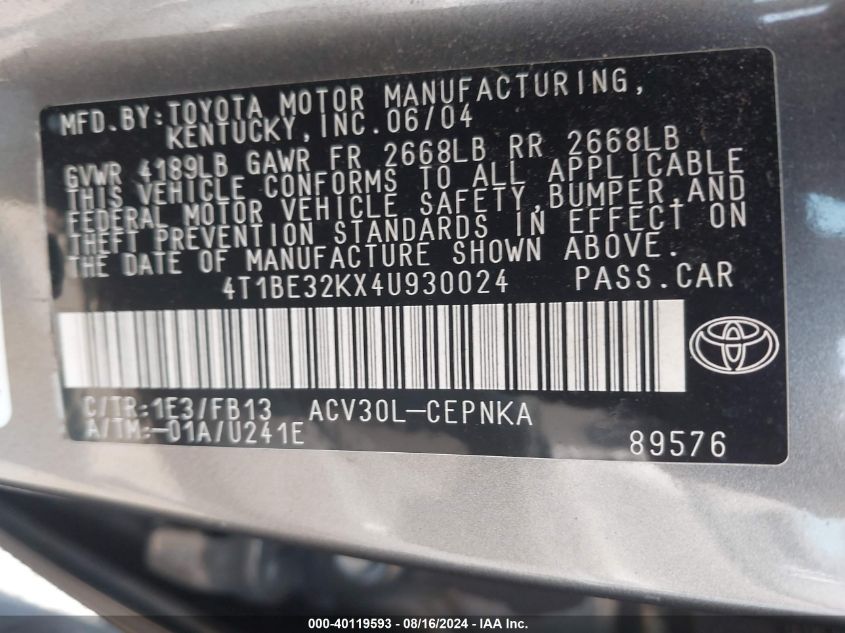 MFD.BY:TOYOTA MOTOR MANUFACTURING,
KENTUCKY,INC.06/04
GVWR 4189LB GAWR FR 2668LB RR 2668LB
THIS VEHICLE CONFORMS TO ALL APPLICABLE
FEDERAL MOTOR VEHICLE SAFETY,BUMPER,AND
THEFT PREVENTION STANDARDS IN EFFECT ON
THE DATE OF MANUFACTURE SHOWN ABOVE.
4T1BE32KX4U930024 PASS.CAR
C/TR:1E3/FB13 ACV30L-CEPNKA
A/TM:-01A/U241E 89576
000-40119593 - 08/16/2024 - IAA Inc.